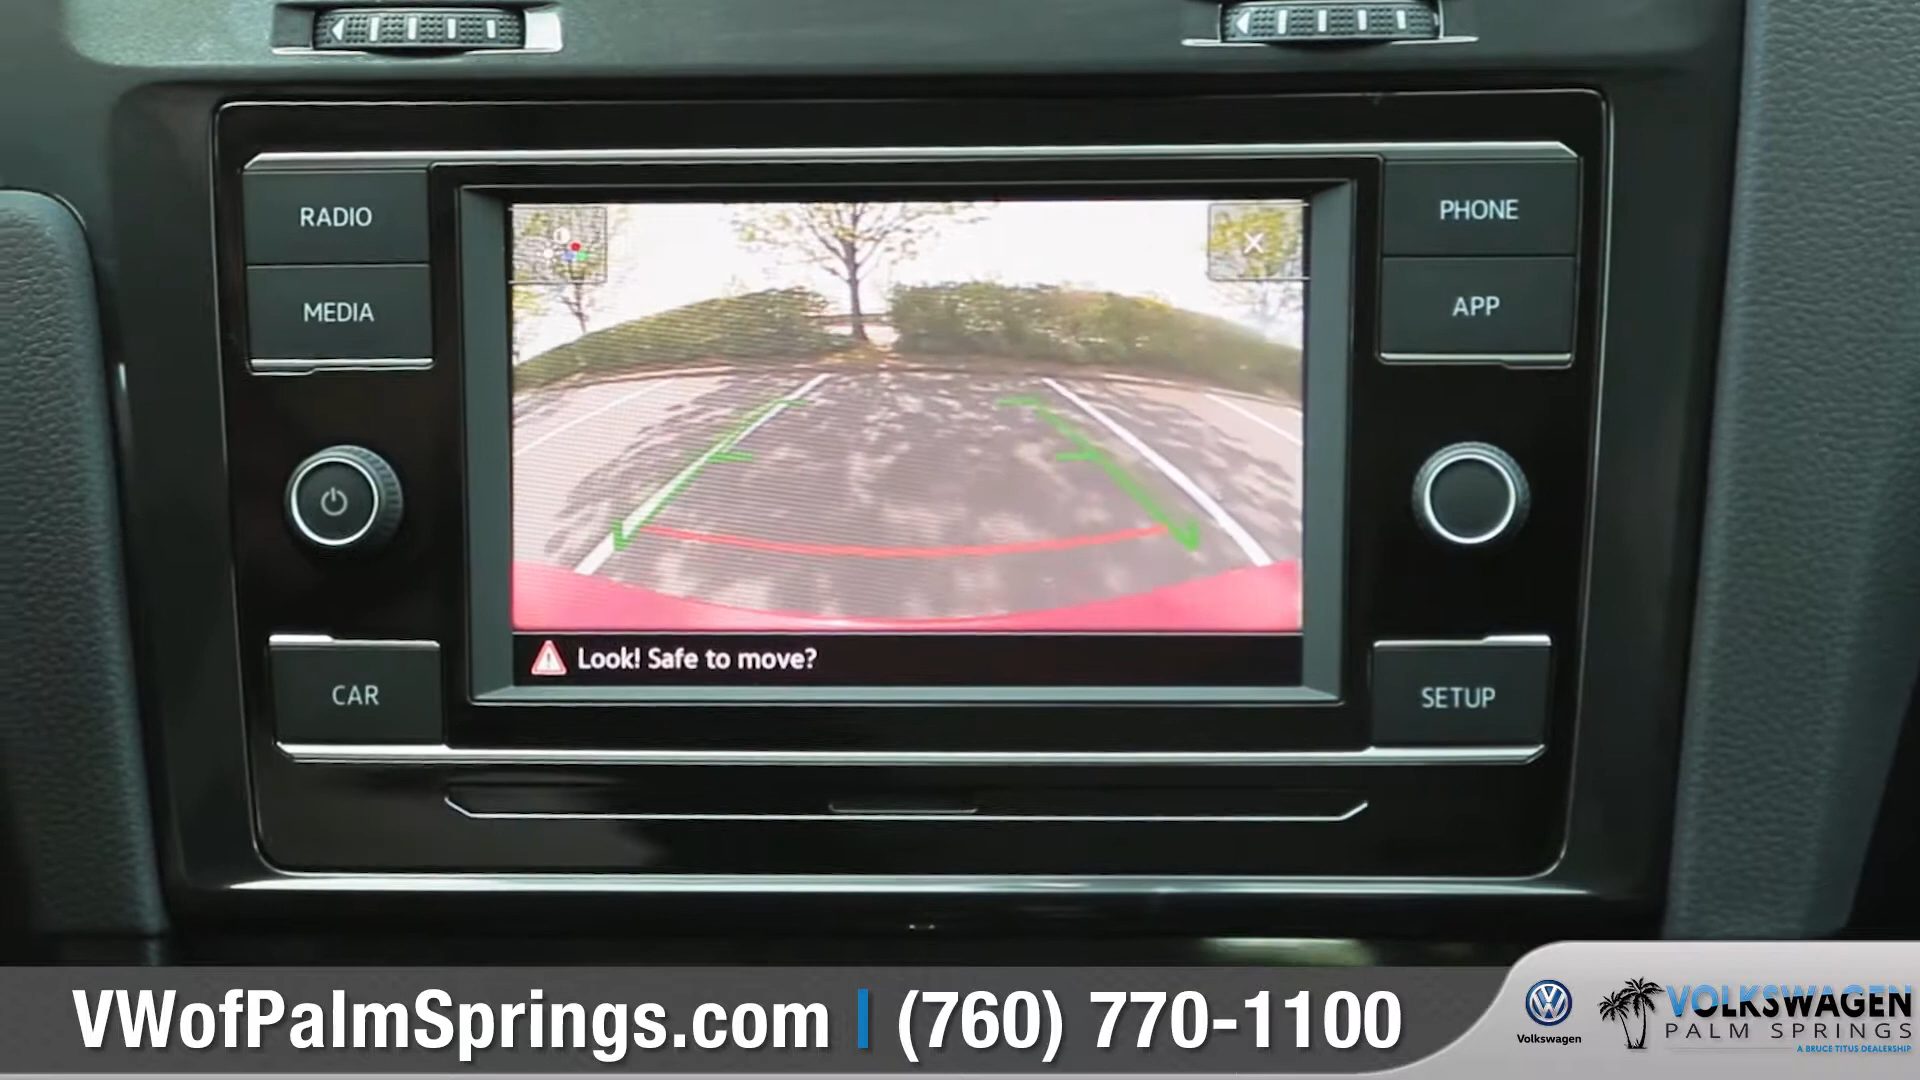 RADIO
PHONE
MEDIA
APP
Look! Safe to move?
CAR
SETUP
VWofPalmSprings.com | (760) 770-1100
Volkswagen
VOLKSWAGEN
PALM SPRINGS
A BRUCE TITUS DEALERSHIP